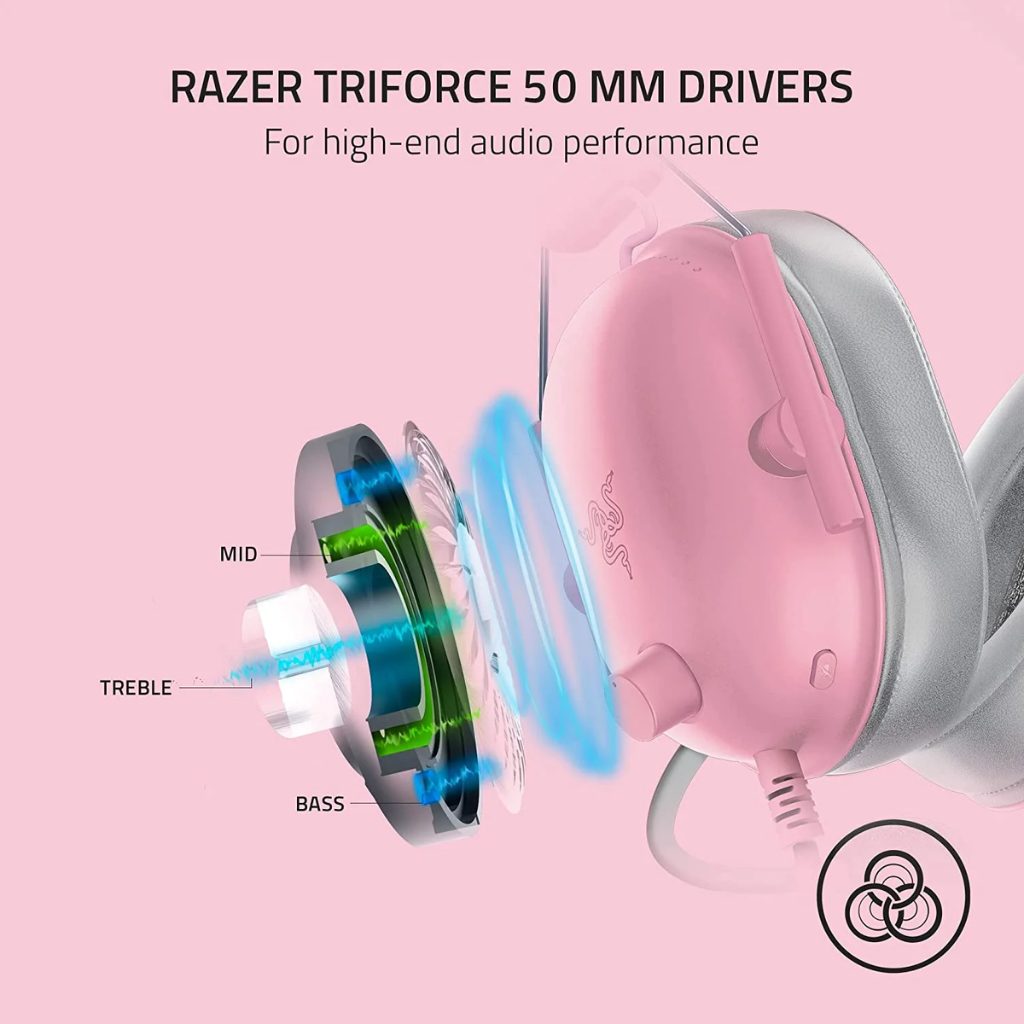 RAZER TRIFORCE 50 MM DRIVERS
For high-end audio performance
MID
TREBLE
BASS